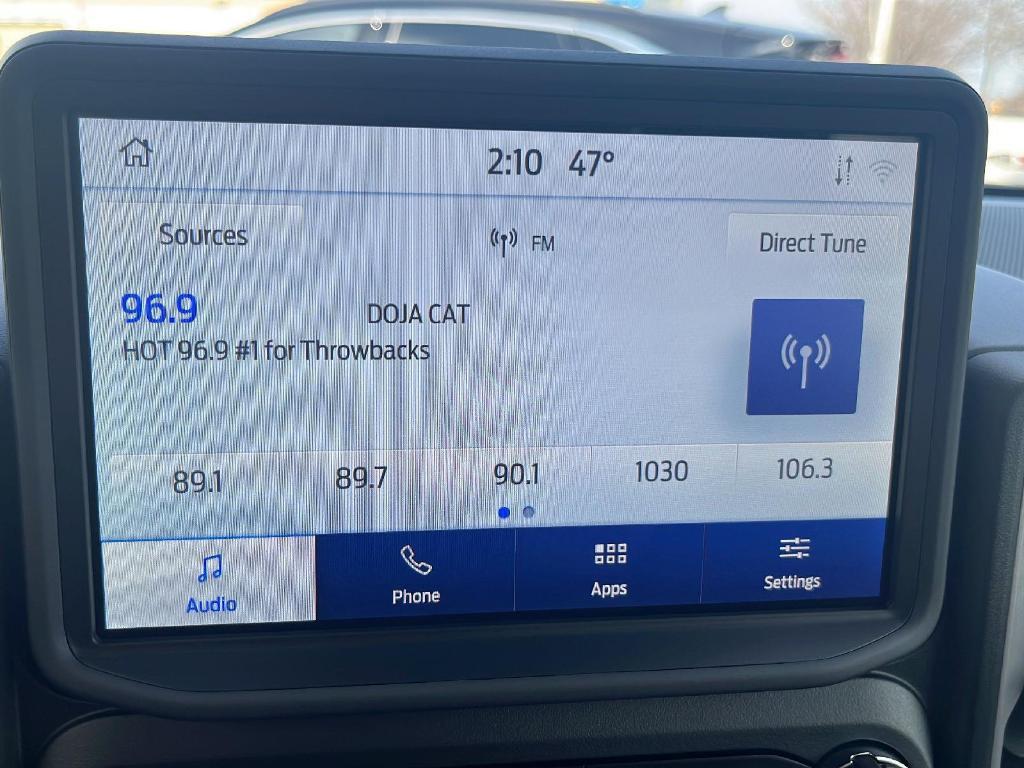 2:10 47°
Sources
FM
Direct Tune
96.9
DOJA CAT
HOT 96.9 #1 for Throwbacks
89.1
89.7
90.1
1030
106.3
Audio
Phone
Apps
Settings